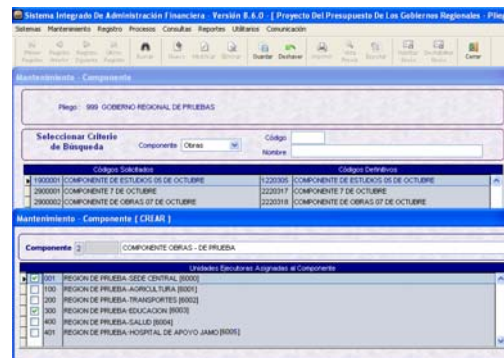 Sistema Integrado De Administración Financiera - Versión 8.6.0 - [ Proyecto Del Presupuesto De Los Gobiernos Regionales - Plieg
Sistemas Mantenimiento Registro Procesos Consultas Reportes Utilitarios Comunicación
Guardar Deshacer Cerrar
Mantenimiento - Componente
Pliego: 999 GOBIERNO REGIONAL DE PRUEBAS
Seleccionar Criterio de Búsqueda
Componente Obras
Código
Nombre
Códigos Solicitados Códigos Definitivos
1900001 COMPONENTE DE ESTUDIOS 05 DE OCTUBRE 1220305 COMPONENTE DE ESTUDIOS 05 DE OCTUBRE
2900001 COMPONENTE 7 DE OCTUBRE 2220317 COMPONENTE 7 DE OCTUBRE
2900002 COMPONENTE DE OBRAS 07 DE OCTUBRE 2220318 COMPONENTE DE OBRAS 07 DE OCTUBRE
Mantenimiento - Componente [ CREAR ]
Componente 2 COMPONENTE OBRAS - DE PRUEBA
Unidades Ejecutoras Asignadas al Componente
001 REGION DE PRUEBA-SEDE CENTRAL [6000]
100 REGION DE PRUEBA-AGRICULTURA [6001]
200 REGION DE PRUEBA-TRANSPORTES [6002]
300 REGION DE PRUEBA-EDUCACION [6003]
400 REGION DE PRUEBA-SALUD [6004]
401 REGION DE PRUEBA-HOSPITAL DE APOYO JAMO [6005]